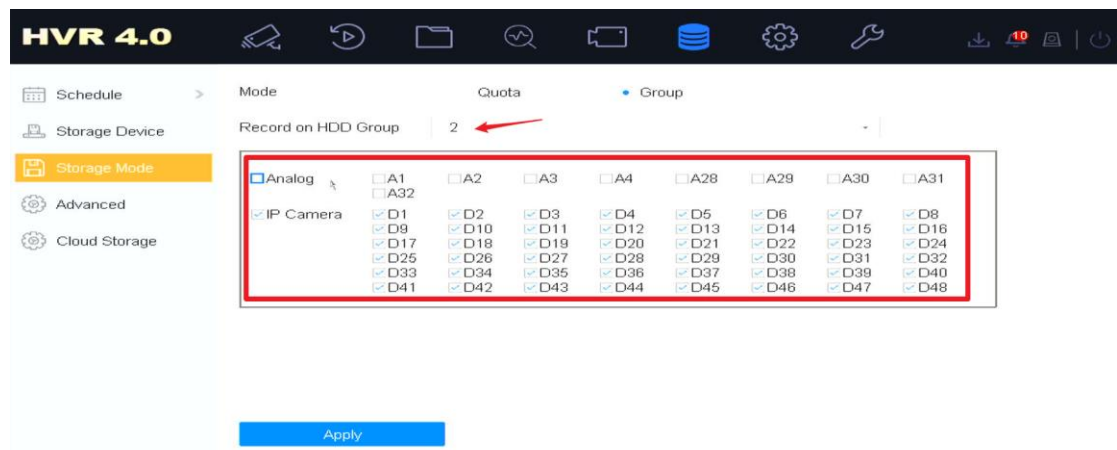 HVR 4.0
10
Schedule
Storage Device
Storage Mode
Advanced
Cloud Storage
Mode Quota Group
Record on HDD Group 2
Analog A1 A2 A3 A4 A28 A29 A30 A31
A32
IP Camera D1 D2 D3 D4 D5 D6 D7 D8
D9 D10 D11 D12 D13 D14 D15 D16
D17 D18 D19 D20 D21 D22 D23 D24
D25 D26 D27 D28 D29 D30 D31 D32
D33 D34 D35 D36 D37 D38 D39 D40
D41 D42 D43 D44 D45 D46 D47 D48
Apply